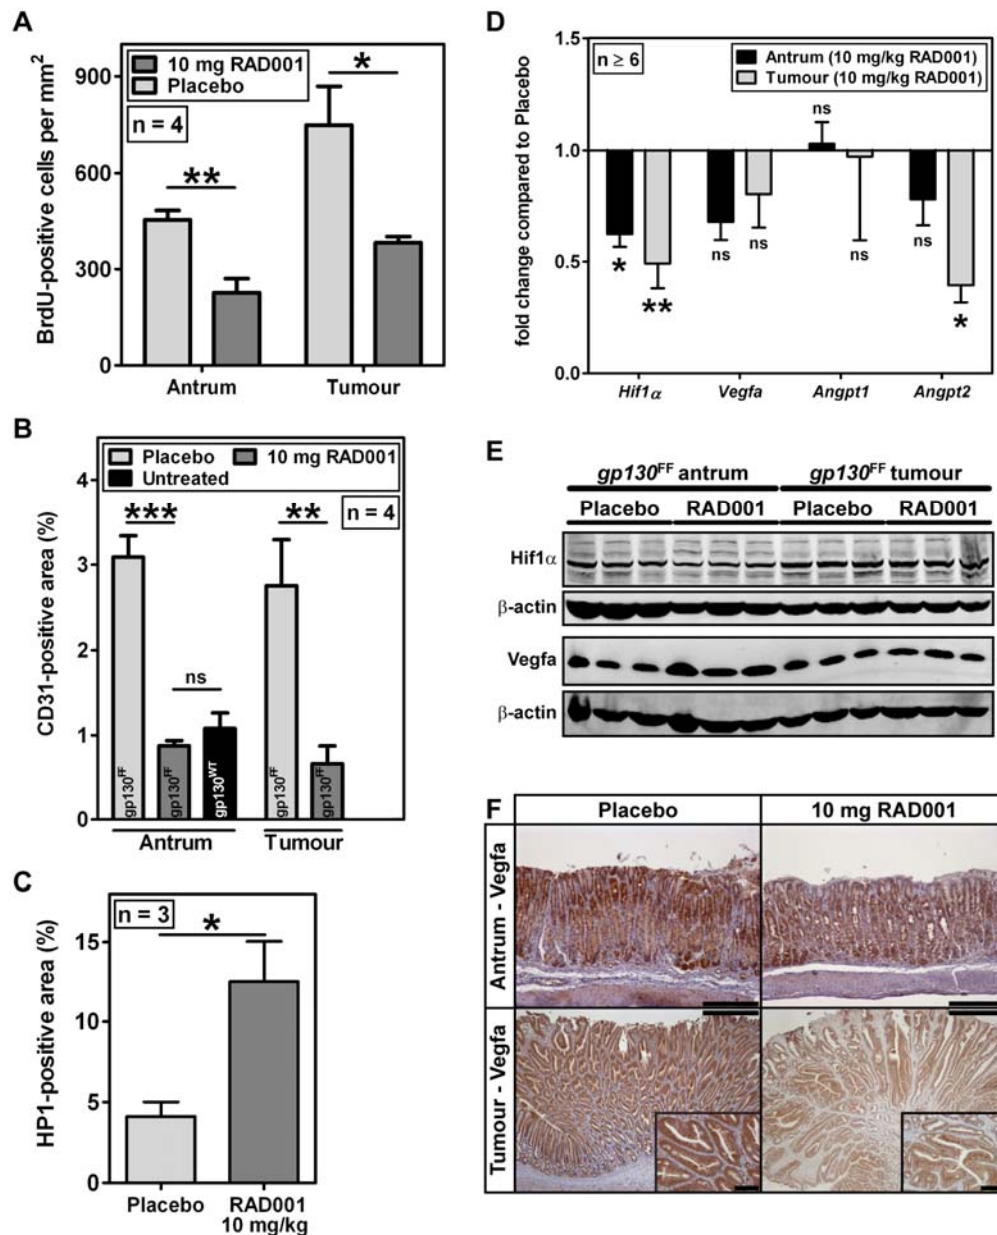 A
10 mg RAD001
Placebo
n = 4
BrdU-positive cells per mm²
900
600
300
0
**
*
Antrum
Tumour
B
Placebo
10 mg RAD001
Untreated
n = 4
CD31-positive area (%)
4
3
2
1
0
***
**
ns
gp130FF
gp130FF
gp130WT
gp130FF
gp130FF
Antrum
Tumour
C
n = 3
*
HP1-positive area (%)
15
10
5
0
Placebo
RAD001
10 mg/kg
D
n ≥ 6
Antrum (10 mg/kg RAD001)
Tumour (10 mg/kg RAD001)
fold change compared to Placebo
1.5
1.0
0.5
0.0
*
**
ns
ns
ns
ns
ns
*
Hif1α
Vegfa
Angpt1
Angpt2
E
gp130FF antrum
gp130FF tumour
Placebo
RAD001
Placebo
RAD001
Hif1α
β-actin
Vegfa
β-actin
F
Placebo
10 mg RAD001
Antrum - Vegfa
Tumour - Vegfa